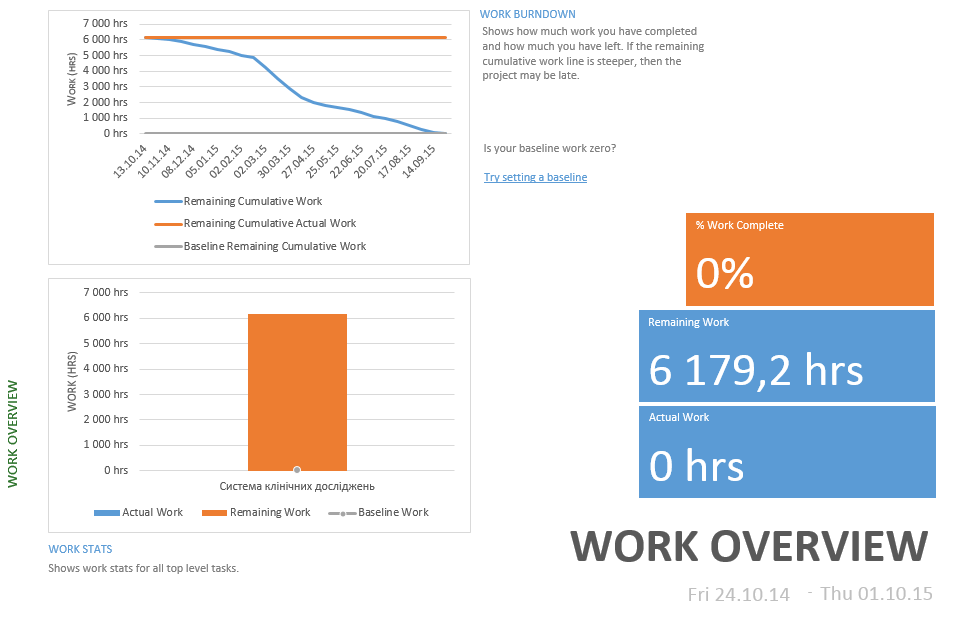 7 000 hrs
6 000 hrs
5 000 hrs
4 000 hrs
3 000 hrs
2 000 hrs
1 000 hrs
0 hrs
WORK (HRS)
13.10.14
10.11.14
08.12.14
05.01.15
02.02.15
02.03.15
30.03.15
27.04.15
25.05.15
22.06.15
20.07.15
17.08.15
14.09.15
Remaining Cumulative Work
Remaining Cumulative Actual Work
Baseline Remaining Cumulative Work
WORK BURNDOWN
Shows how much work you have completed
and how much you have left. If the remaining
cumulative work line is steeper, then the
project may be late.
Is your baseline work zero?
Try setting a baseline
% Work Complete
0%
Remaining Work
6 179,2 hrs
Actual Work
0 hrs
7 000 hrs
6 000 hrs
5 000 hrs
4 000 hrs
3 000 hrs
2 000 hrs
1 000 hrs
0 hrs
WORK (HRS)
Система клінічних досліджень
Actual Work
Remaining Work
Baseline Work
WORK OVERVIEW
WORK STATS
Shows work stats for all top level tasks.
WORK OVERVIEW
Fri 24.10.14 - Thu 01.10.15